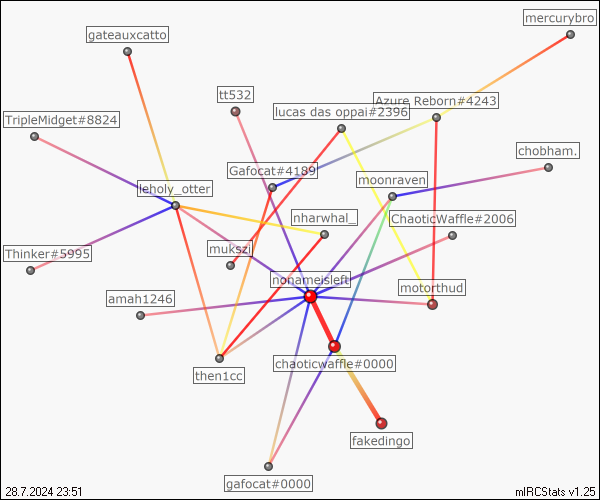 mercurybro
gateauxcatto
tt532
Azure Reborn#4243
lucas das oppai#2396
TripleMidget#8824
chobham.
Gafocat#4189
moonraven
leholy_otter
nharwhal_
ChaoticWaffle#2006
mukszi
Thinker#5995
nonameisleft
motorthud
amah1246
chaoticwaffle#0000
then1cc
fakedingo
gafocat#0000
28.7.2024 23:51
mIRCStats v1.25